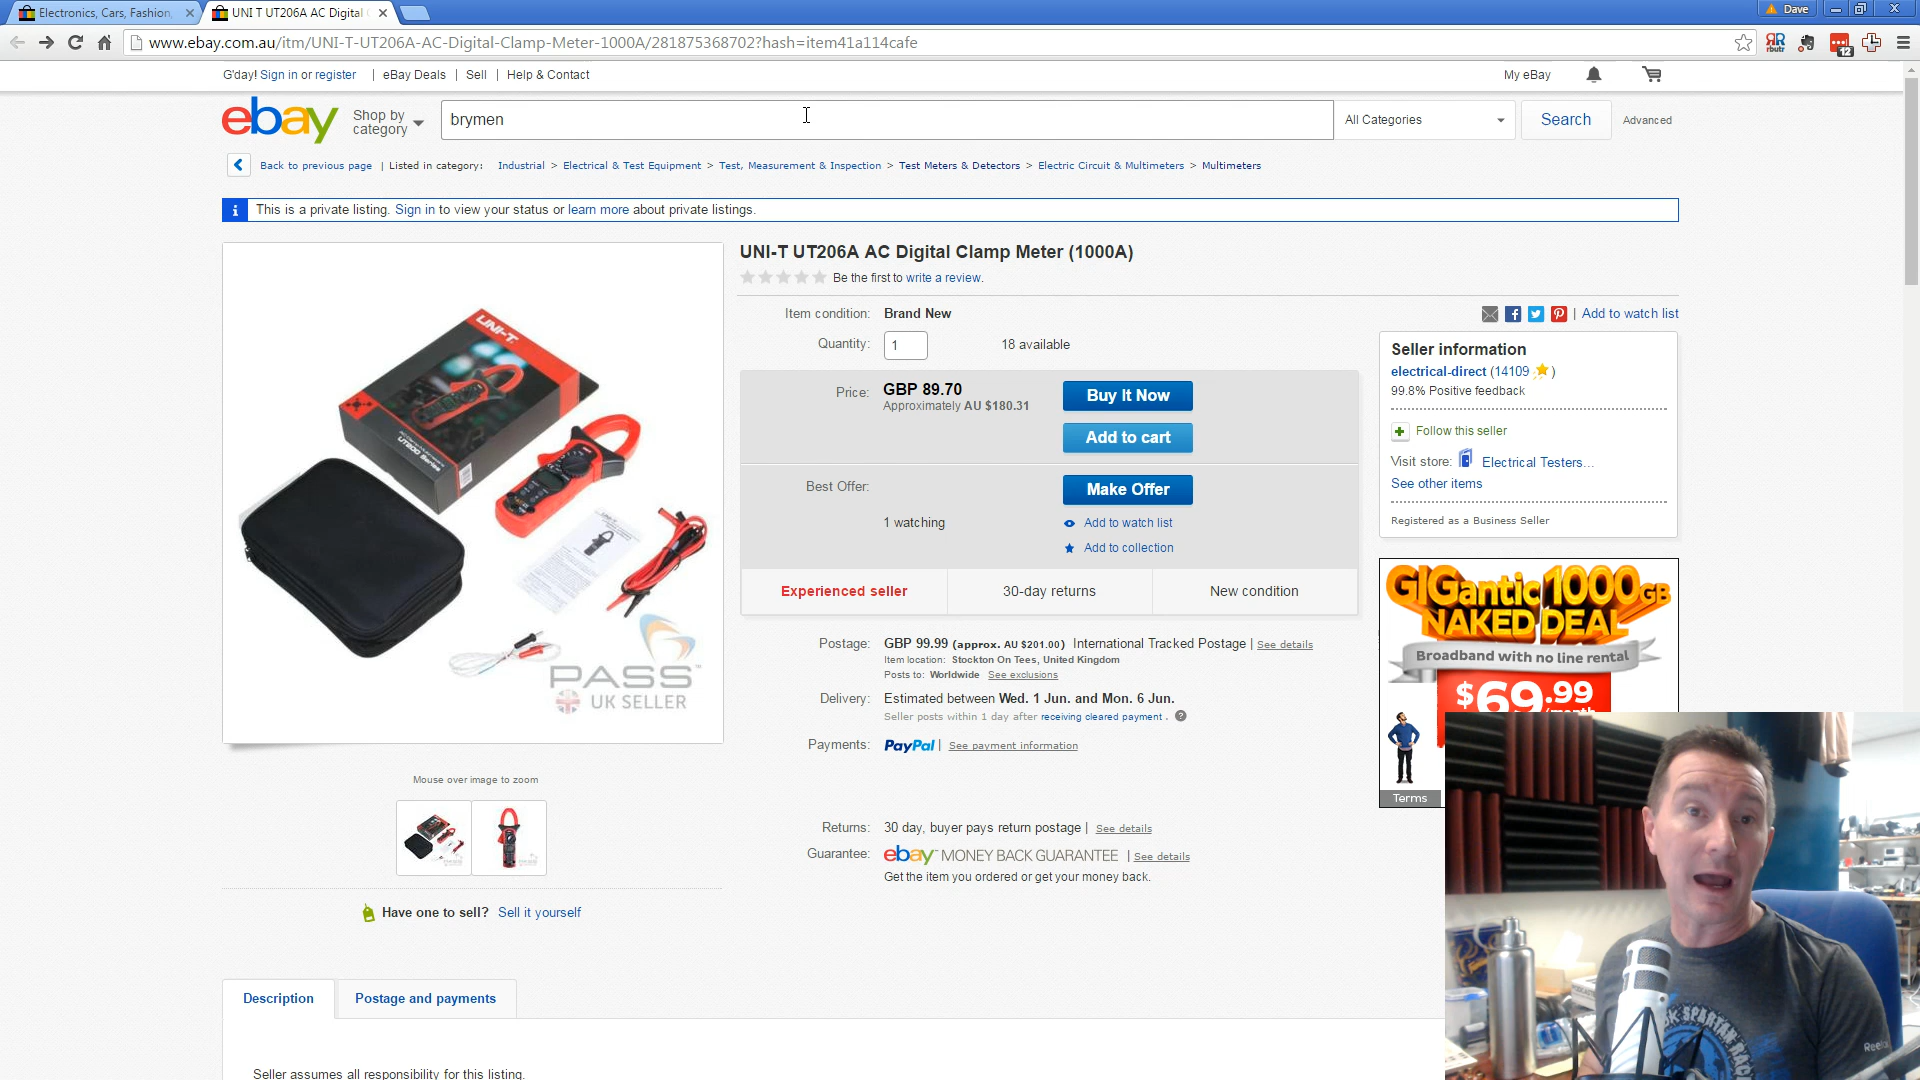 Electronics, Cars, Fashion,
UNI T UT206A AC Digital C
Dave
www.ebay.com.au/itm/UNI-T-UT206A-AC-Digital-Clamp-Meter-1000A/281875368702?hash=item41a114cafe
RR
rbutr
12
G'day! Sign in or register | eBay Deals | Sell | Help & Contact
My eBay
ebay
Shop by category
brymen
All Categories
Search
Advanced
Back to previous page | Listed in category: Industrial > Electrical & Test Equipment > Test, Measurement & Inspection > Test Meters & Detectors > Electric Circuit & Multimeters > Multimeters
This is a private listing. Sign in to view your status or learn more about private listings.
UNI-T UT206A AC Digital Clamp Meter (1000A)
Be the first to write a review.
Item condition: Brand New
Quantity: 1 18 available
Price: GBP 89.70
Approximately AU $180.31
Buy It Now
Add to cart
Best Offer:
Make Offer
1 watching
Add to watch list
Add to collection
Experienced seller
30-day returns
New condition
Postage: GBP 99.99 (approx. AU $201.00) International Tracked Postage | See details
Item location: Stockton On Tees, United Kingdom
Posts to: Worldwide See exclusions
Delivery: Estimated between Wed. 1 Jun. and Mon. 6 Jun.
Seller posts within 1 day after receiving cleared payment . ?
Payments: PayPal | See payment information
Returns: 30 day, buyer pays return postage | See details
Guarantee: ebay MONEY BACK GUARANTEE | See details
Get the item you ordered or get your money back.
| Add to watch list
Seller information
electrical-direct (14109 )
99.8% Positive feedback
Follow this seller
Visit store: Electrical Testers...
See other items
Registered as a Business Seller
GIGantic 1000GB
NAKED DEAL
Broadband with no line rental
$69.99
Terms
UNI-T
UT200 Series
PASS
UK SELLER
Mouse over image to zoom
Have one to sell? Sell it yourself
Description
Postage and payments
Seller assumes all responsibility for this listing.